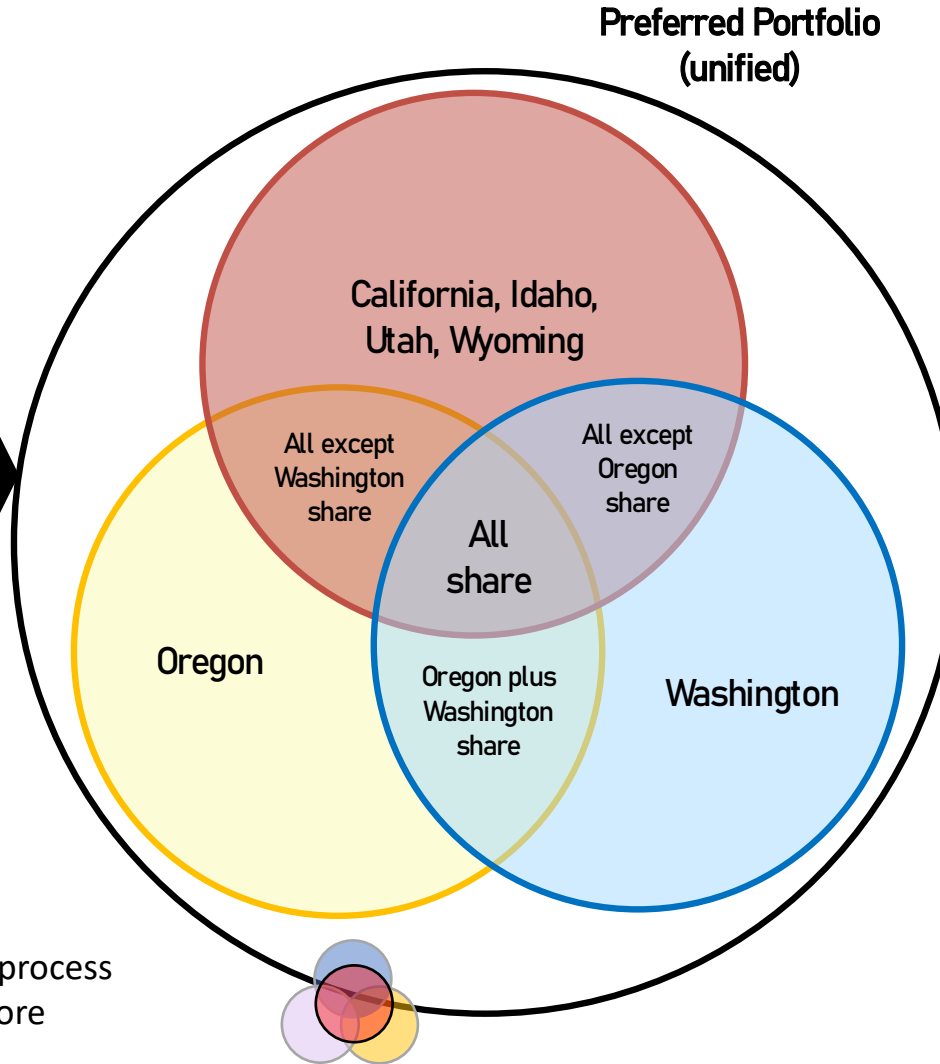 Preferred Portfolio
(unified)
California, Idaho,
Utah, Wyoming
All except
Washington
share
All except
Oregon
share
All
share
Oregon
Oregon plus
Washington
share
Washington
process